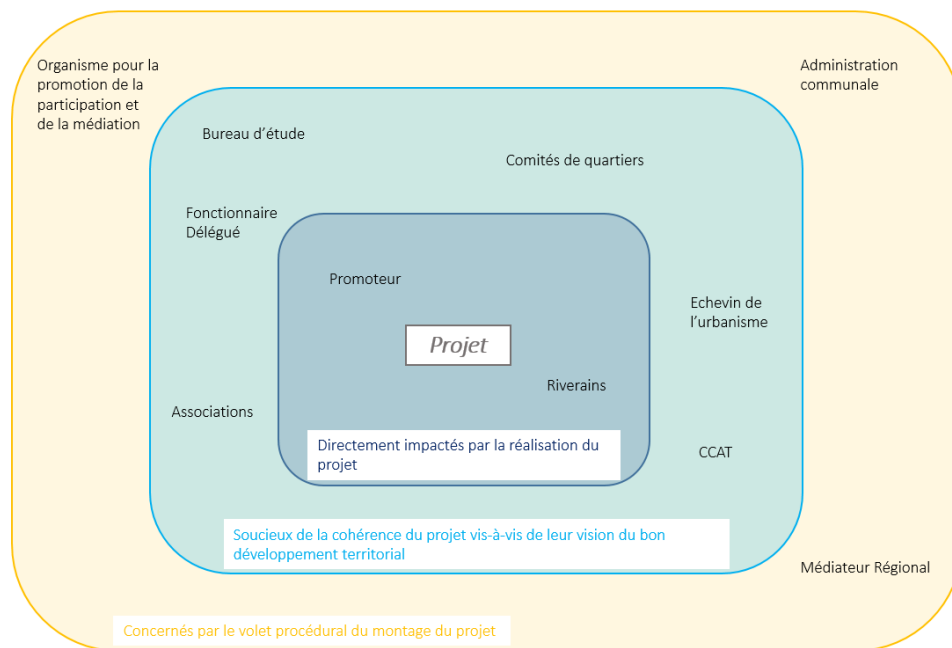 Organisme pour la
promotion de la
participation et
de la médiation
Administration
communale
Bureau d'étude
Comités de quartiers
Fonctionnaire
Délégué
Promoteur
Echevin de
l'urbanisme
Projet
Riverains
Associations
Directement impactés par la réalisation du
projet
CCAT
Soucieux de la cohérence du projet vis-à-vis de leur vision du bon
développement territorial
Médiateur Régional
Concernés par le volet procédural du montage du projet